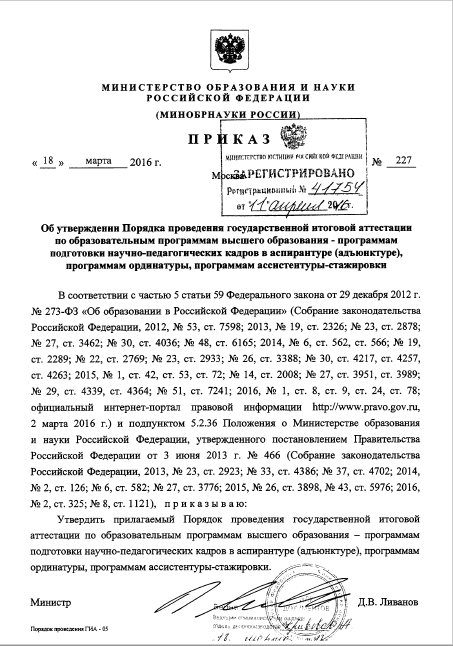 МИНИСТЕРСТВО ОБРАЗОВАНИЯ И НАУКИ
РОССИЙСКОЙ ФЕДЕРАЦИИ
(МИНОБРНАУКИ РОССИИ)
ПРИКАЗ
МИНИСТЕРСТВО ЮСТИЦИИ РОССИЙСКОЙ ФЕДЕРАЦИИ
« 18 » марта 2016 г. Москва № 227
ЗАРЕГИСТРИРОВАНО
Регистрационный № 41754
от "11" апреля 2016г.
Об утверждении Порядка проведения государственной итоговой аттестации
по образовательным программам высшего образования - программам
подготовки научно-педагогических кадров в аспирантуре (адъюнктуре),
программам ординатуры, программам ассистентуры-стажировки
В соответствии с частью 5 статьи 59 Федерального закона от 29 декабря 2012 г.
№ 273-ФЗ «Об образовании в Российской Федерации» (Собрание законодательства
Российской Федерации, 2012, № 53, ст. 7598; 2013, № 19, ст. 2326; № 23, ст. 2878;
№ 27, ст. 3462; № 30, ст. 4036; № 48, ст. 6165; 2014, № 6, ст. 562, ст. 566; № 19,
ст. 2289; № 22, ст. 2769; № 23, ст. 2933; № 26, ст. 3388; № 30, ст. 4217, ст. 4257,
ст. 4263; 2015, № 1, ст. 42, ст. 53, ст. 72; № 14, ст. 2008; № 27, ст. 3951, ст. 3989;
№ 29, ст. 4339, ст. 4364; № 51, ст. 7241; 2016, № 1, ст. 8, ст. 9, ст. 24, ст. 78;
официальный интернет-портал правовой информации http://www.pravo.gov.ru,
2 марта 2016 г.) и подпунктом 5.2.36 Положения о Министерстве образования
и науки Российской Федерации, утвержденного постановлением Правительства
Российской Федерации от 3 июня 2013 г. № 466 (Собрание законодательства
Российской Федерации, 2013, № 23, ст. 2923; № 33, ст. 4386; № 37, ст. 4702; 2014,
№ 2, ст. 126; № 6, ст. 582; № 27, ст. 3776; 2015, № 26, ст. 3898, № 43, ст. 5976; 2016,
№ 2, ст. 325; № 8, ст. 1121), приказываю:
Утвердить прилагаемый Порядок проведения государственной итоговой
аттестации по образовательным программам высшего образования – программам
подготовки научно-педагогических кадров в аспирантуре (адъюнктуре), программам
ординатуры, программам ассистентуры-стажировки.
Министр Д.В. Ливанов
ДОКУМЕНТОВ
Порядок проведения ГИА - 05